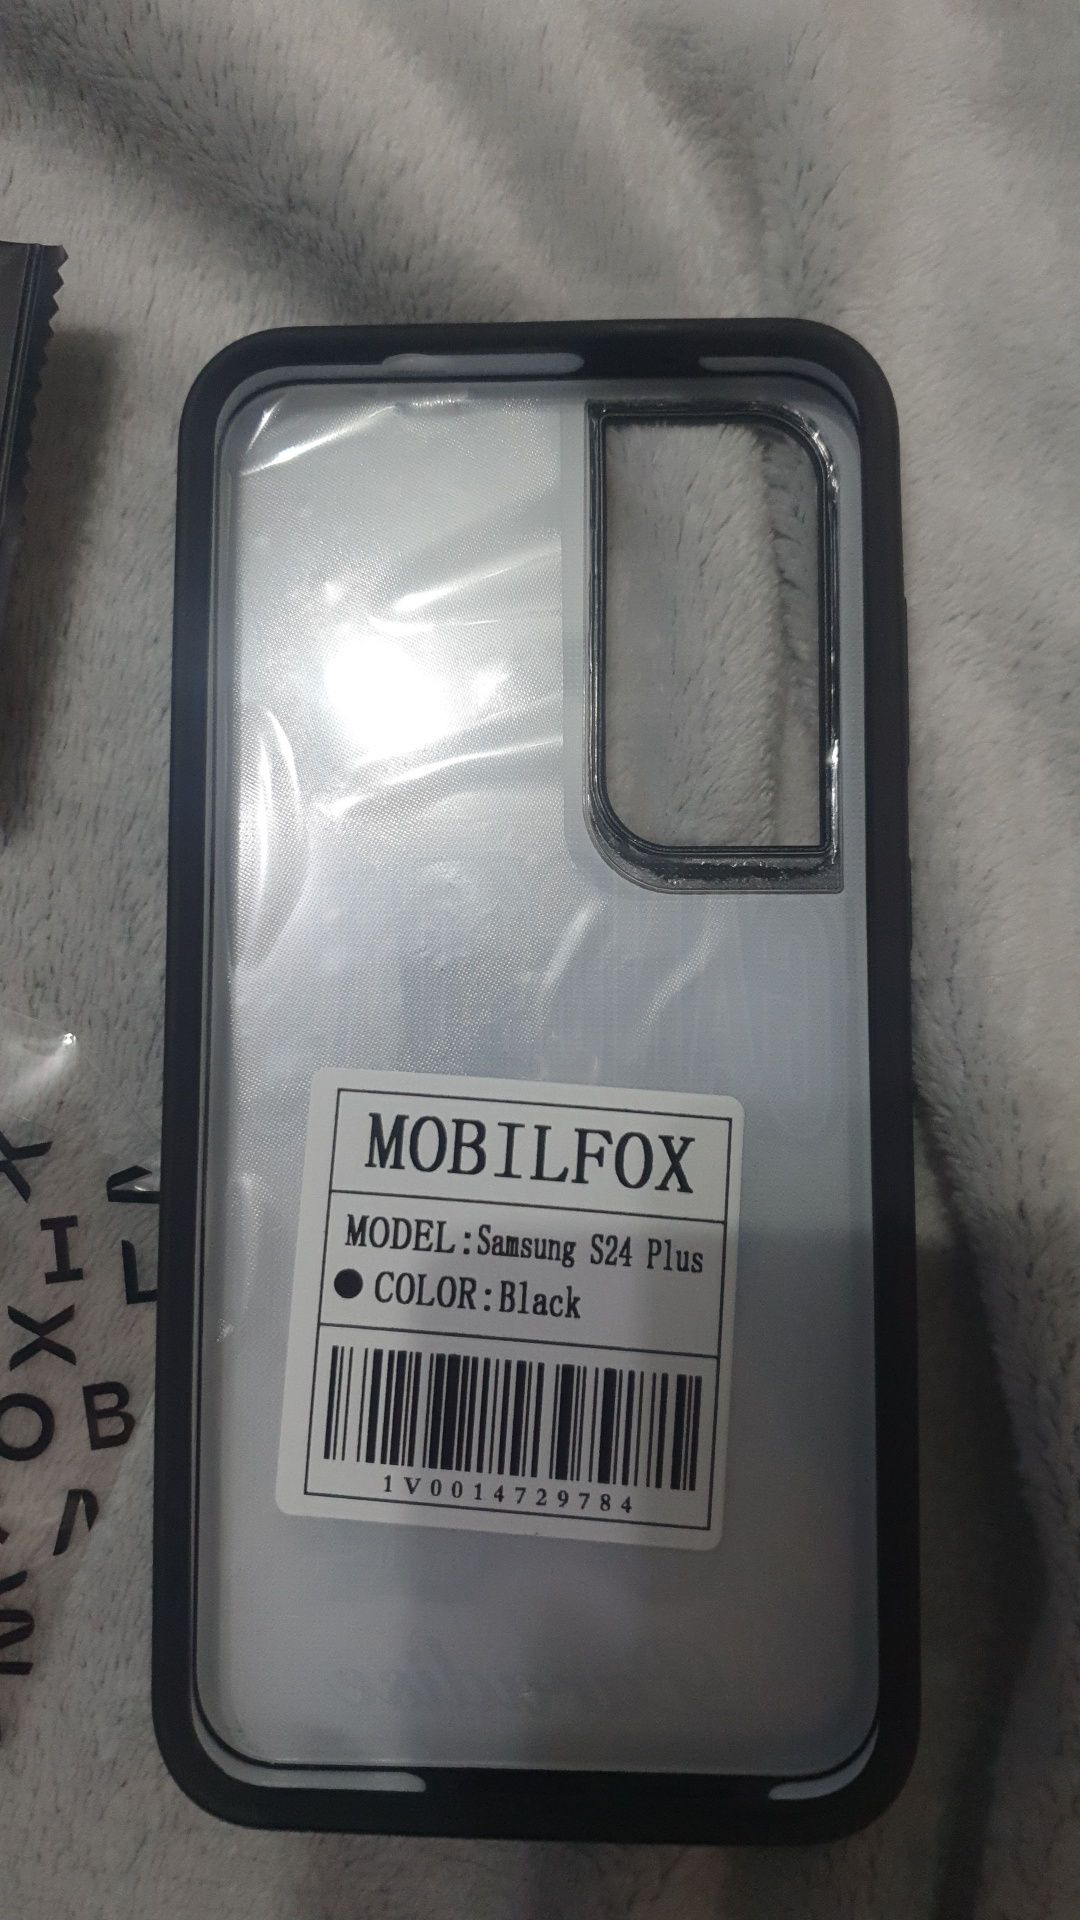 MOBILFOX
MODEL:Samsung S24 Plus
COLOR:Black
1V0014729784
X
I L
X
O B